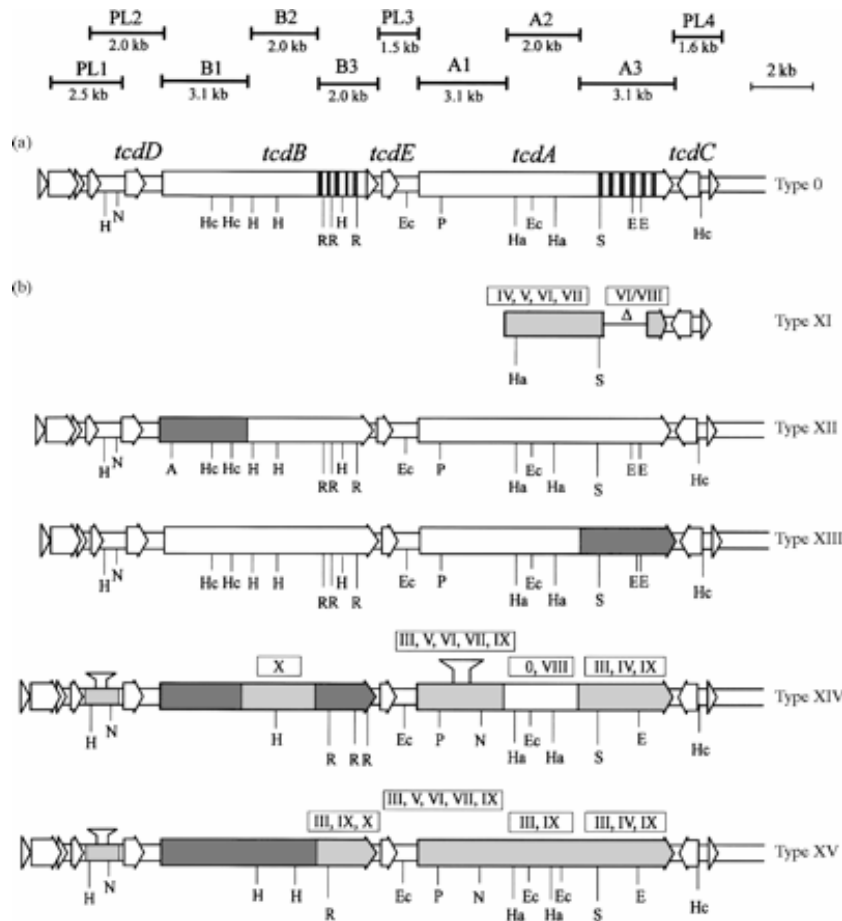 PL2 B2 PL3 A2 PL4
2.0 kb 2.0 kb 1.5 kb 2.0 kb 1.6 kb
PL1 B1 B3 A1 A3 2 kb
2.5 kb 3.1 kb 2.0 kb 3.1 kb 3.1 kb
(a)
tcdD tcdB tcdE tcdA tcdC
Type 0
H N Hc Hc H H R R H R Ec P Ha Ec Ha S E E Hc
(b)
IV, V, VI, VII VI/VIII
Δ
Type XI
Ha S
Type XII
H N A Hc Hc H H R R H R Ec P Ha Ec Ha S E E Hc
Type XIII
H N Hc Hc H H R R H R Ec P Ha Ec Ha S E E Hc
III, V, VI, VII, IX
X 0, VIII III, IV, IX
Type XIV
H N H R R R Ec P N Ha Ec Ha S E Hc
III, V, VI, VII, IX
III, IX, X III, IX III, IV, IX
Type XV
H N H H R Ec P N Ha Ec Ha Ec S E Hc